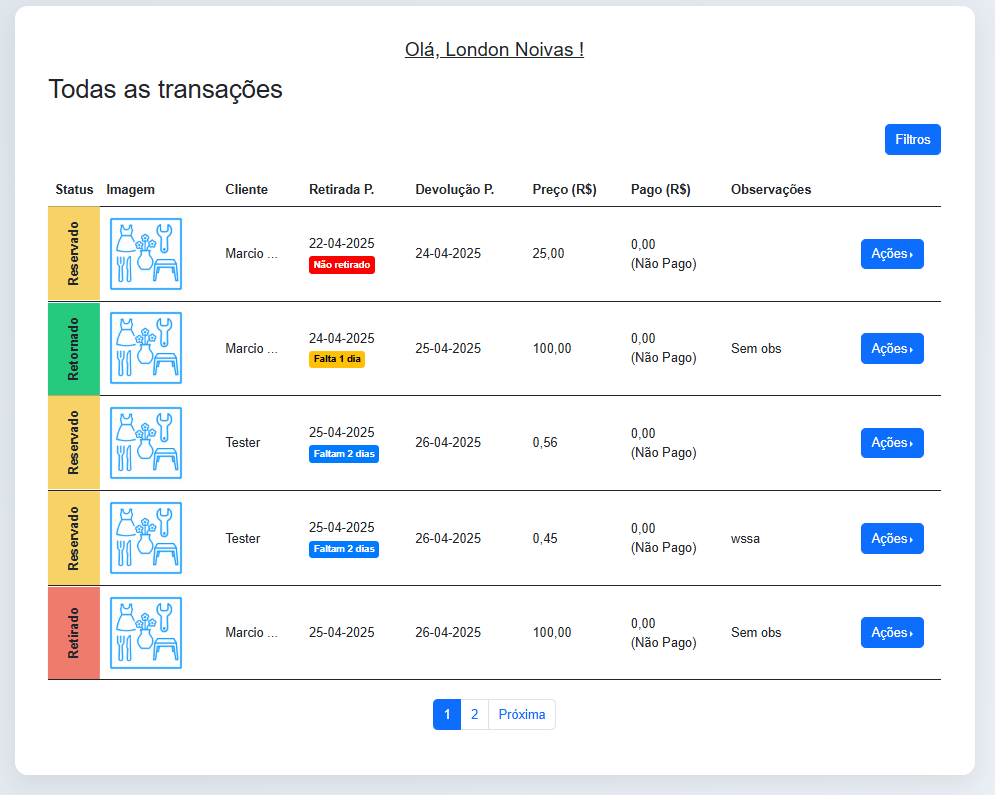 Olá, London Noivas !
Todas as transações
Filtros
Status Imagem Cliente Retirada P. Devolução P. Preço (R$) Pago (R$) Observações
Reservado Marcio ... 22-04-2025 24-04-2025 25,00 0,00 Ações
Não retirado (Não Pago)
Retornado Marcio ... 24-04-2025 25-04-2025 100,00 0,00 Sem obs Ações
Falta 1 dia (Não Pago)
Reservado Tester 25-04-2025 26-04-2025 0,56 0,00 Ações
Faltam 2 dias (Não Pago)
Reservado Tester 25-04-2025 26-04-2025 0,45 0,00 wssa Ações
Faltam 2 dias (Não Pago)
Retirado Marcio ... 25-04-2025 26-04-2025 100,00 0,00 Sem obs Ações
(Não Pago)
1 2 Próxima